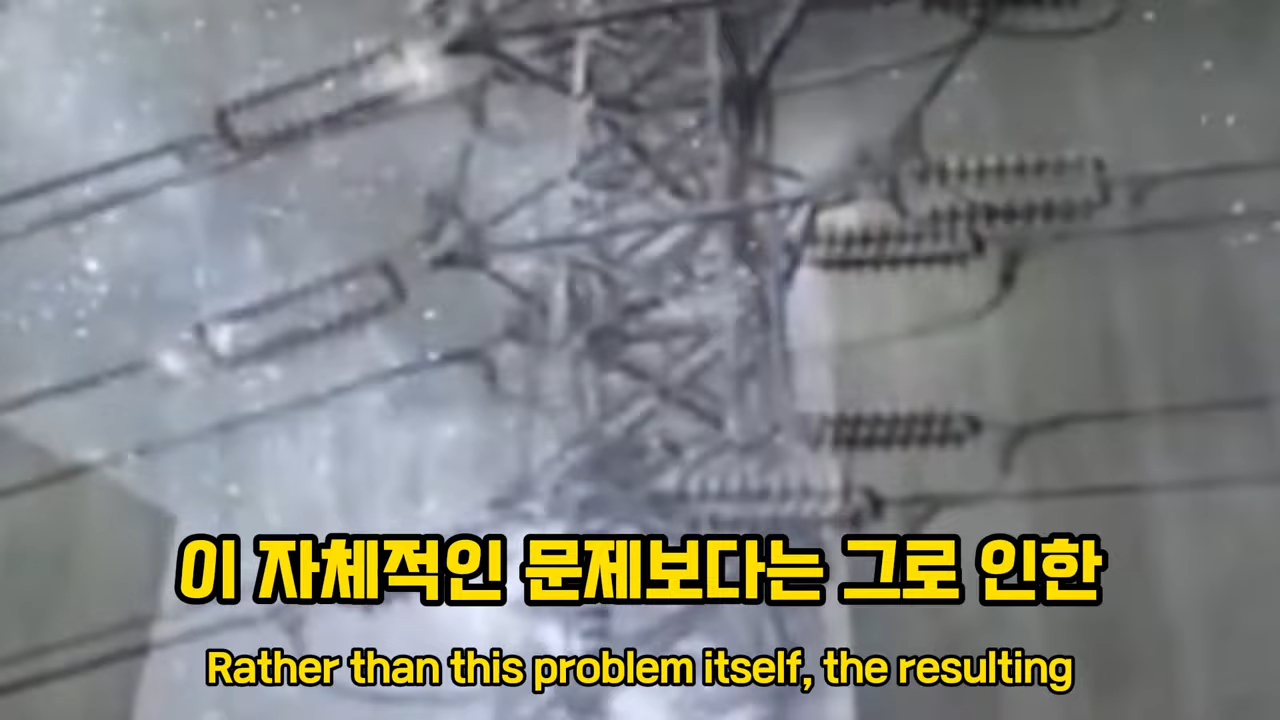 이 자체적인 문제보다는 그로 인한
Rather than this problem itself, the resulting